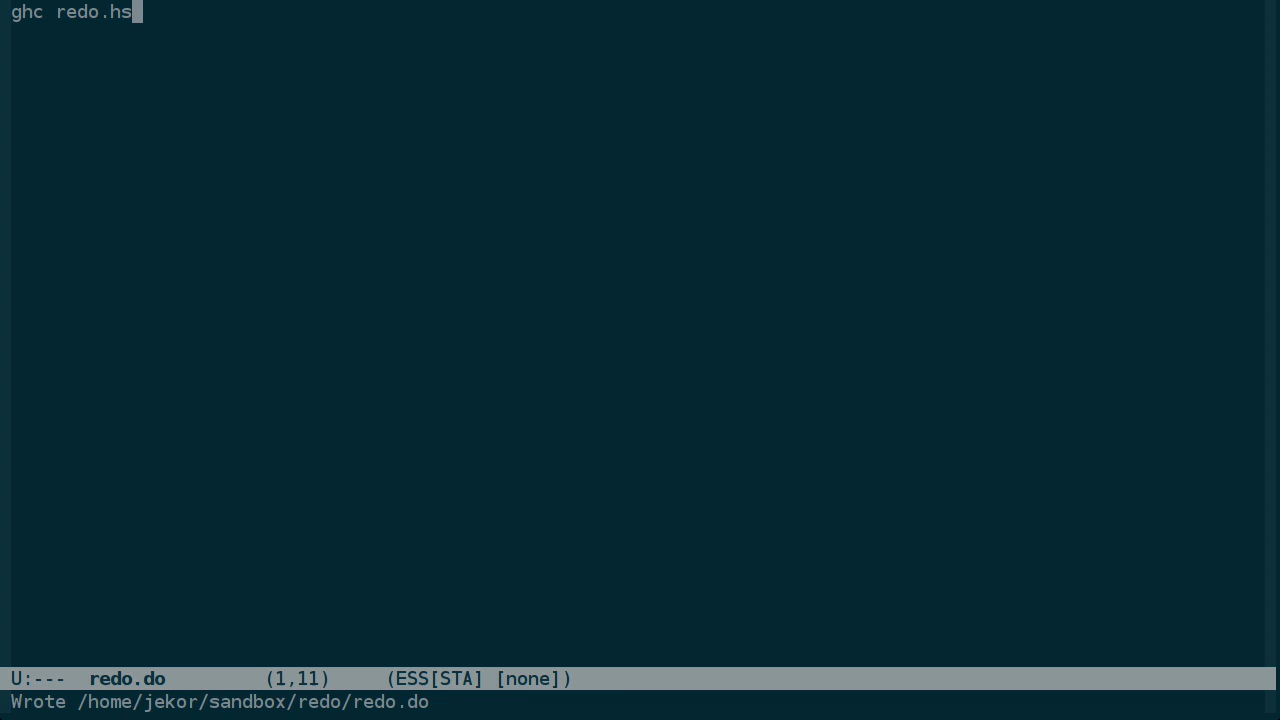 ghc redo.hs
U:---  redo.do         (1,11)     (ESS[STA] [none])
Wrote /home/jekor/sandbox/redo/redo.do